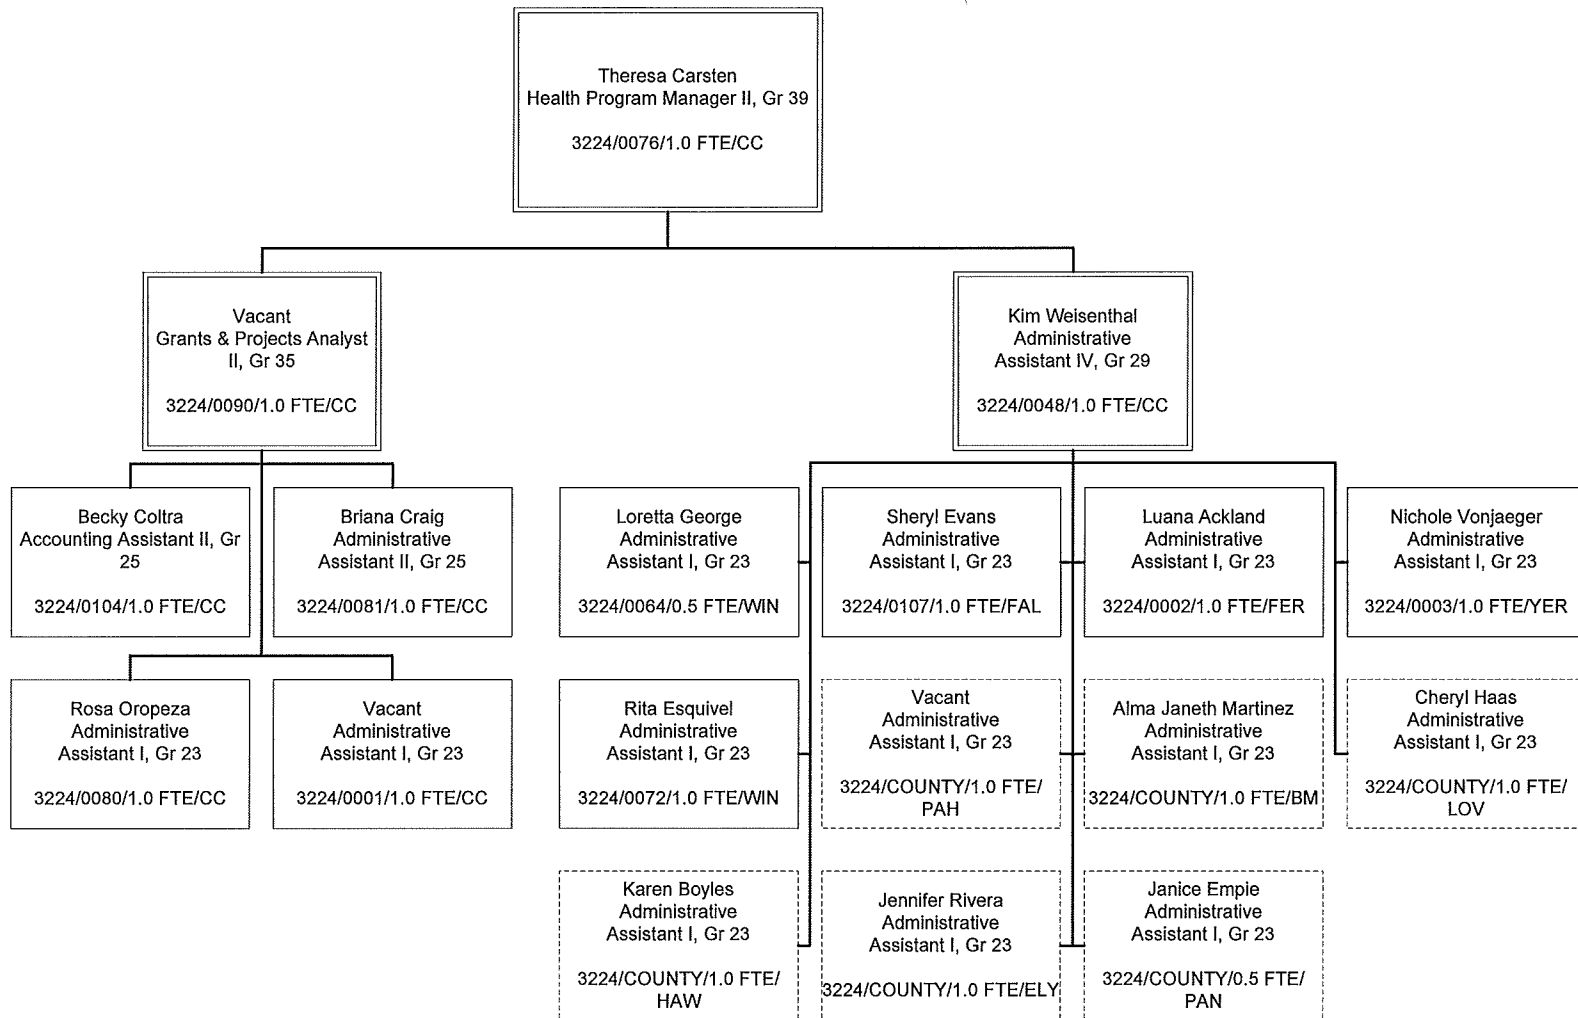 Theresa Carsten
Health Program Manager II, Gr 39
3224/0076/1.0 FTE/CC
Vacant
Grants & Projects Analyst
II, Gr 35
3224/0090/1.0 FTE/CC
Kim Weisenthal
Administrative
Assistant IV, Gr 29
3224/0048/1.0 FTE/CC
Becky Coltra
Accounting Assistant II, Gr
25
3224/0104/1.0 FTE/CC
Briana Craig
Administrative
Assistant II, Gr 25
3224/0081/1.0 FTE/CC
Loretta George
Administrative
Assistant I, Gr 23
3224/0064/0.5 FTE/WIN
Sheryl Evans
Administrative
Assistant I, Gr 23
3224/0107/1.0 FTE/FAL
Luana Ackland
Administrative
Assistant I, Gr 23
3224/0002/1.0 FTE/FER
Nichole Vonjaeger
Administrative
Assistant I, Gr 23
3224/0003/1.0 FTE/YER
Rosa Oropeza
Administrative
Assistant I, Gr 23
3224/0080/1.0 FTE/CC
Vacant
Administrative
Assistant I, Gr 23
3224/0001/1.0 FTE/CC
Rita Esquivel
Administrative
Assistant I, Gr 23
3224/0072/1.0 FTE/WIN
Vacant
Administrative
Assistant I, Gr 23
3224/COUNTY/1.0 FTE/
PAH
Alma Janeth Martinez
Administrative
Assistant I, Gr 23
3224/COUNTY/1.0 FTE/BM
Cheryl Haas
Administrative
Assistant I, Gr 23
3224/COUNTY/1.0 FTE/
LOV
Karen Boyles
Administrative
Assistant I, Gr 23
3224/COUNTY/1.0 FTE/
HAW
Jennifer Rivera
Administrative
Assistant I, Gr 23
3224/COUNTY/1.0 FTE/ELY
Janice Empie
Administrative
Assistant I, Gr 23
3224/COUNTY/0.5 FTE/
PAN